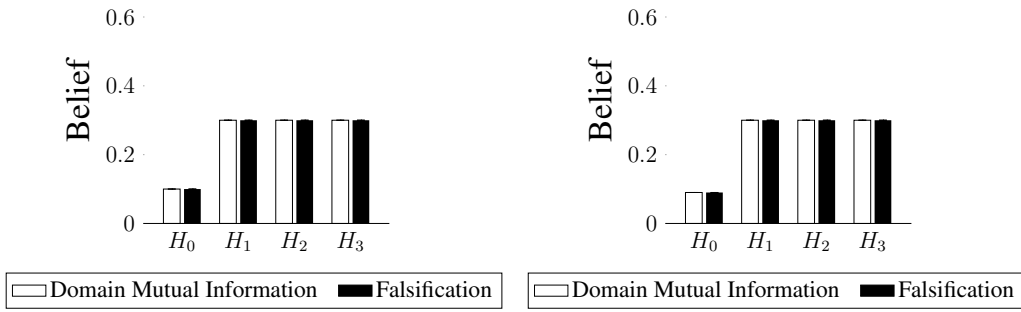 0.6
0.4
0.2
0
Belief
H₀ H₁ H₂ H₃
Domain Mutual Information Falsification
0.6
0.4
0.2
0
Belief
H₀ H₁ H₂ H₃
Domain Mutual Information Falsification